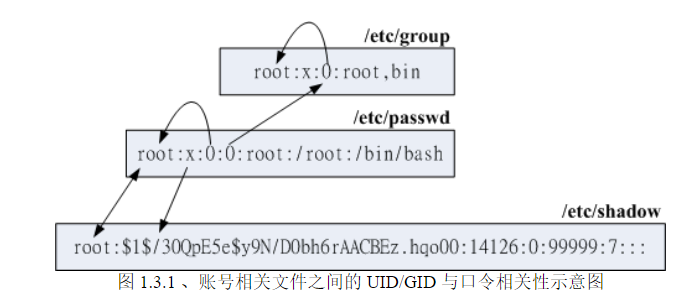 /etc/group
root:x:0:root,bin
/etc/passwd
root:x:0:0:root:/root:/bin/bash
/etc/shadow
root:$1$/30QpE5e$y9N/D0bh6rAACBEz.hqo00:14126:0:99999:7:::
图 1.3.1、账号相关文件之间的 UID/GID 与口令相关性示意图